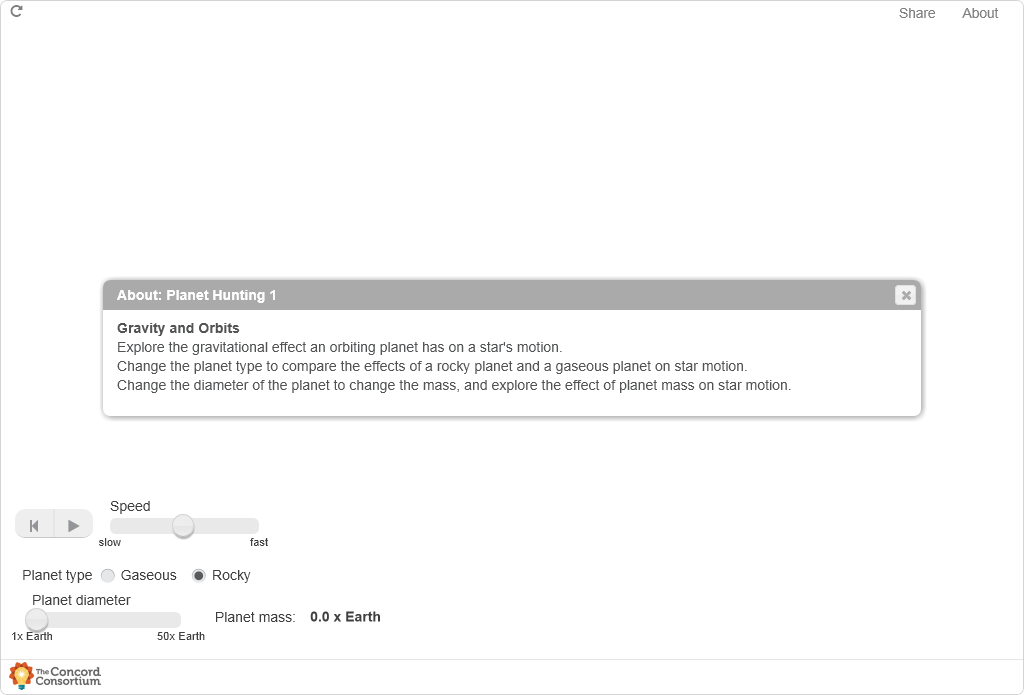 Share About
About: Planet Hunting 1
Gravity and Orbits
Explore the gravitational effect an orbiting planet has on a star's motion.
Change the planet type to compare the effects of a rocky planet and a gaseous planet on star motion.
Change the diameter of the planet to change the mass, and explore the effect of planet mass on star motion.
Speed
slow fast
Planet type Gaseous Rocky
Planet diameter
Planet mass: 0.0 x Earth
1x Earth 50x Earth
The Concord
Consortium